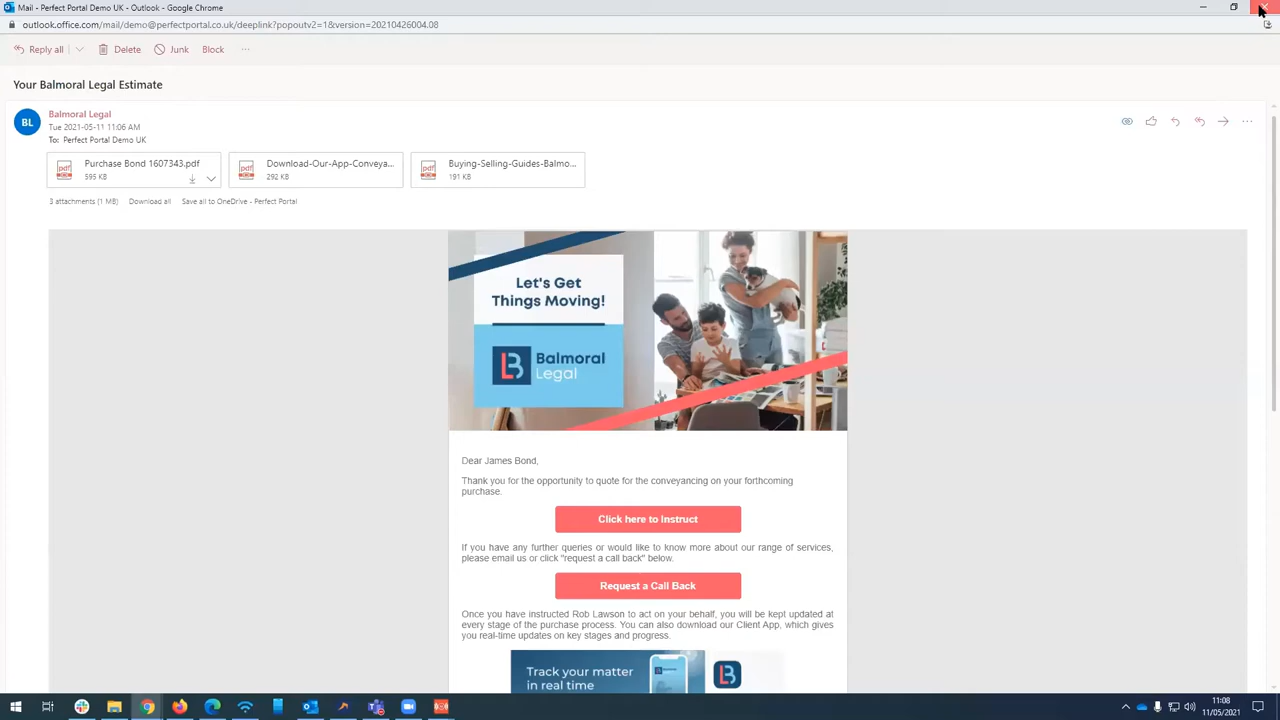 Mail - Perfect Portal Demo UK - Outlook - Google Chrome
outlook.office.com/mail/demo@perfectportal.co.uk/deeplink?popoutv2=1&version=20210426004.08
Reply all Delete Junk Block ...
Your Balmoral Legal Estimate
BL
Balmoral Legal
Tue 2021-05-11 11:06 AM
To: Perfect Portal Demo UK
Purchase Bond 1607343.pdf
595 KB
Download-Our-App-Conveya...
292 KB
Buying-Selling-Guides-Balmo...
191 KB
3 attachments (1 MB) Download all Save all to OneDrive - Perfect Portal
Let's Get
Things Moving!
Balmoral
Legal
Dear James Bond,
Thank you for the opportunity to quote for the conveyancing on your forthcoming
purchase.
Click here to Instruct
If you have any further queries or would like to know more about our range of services,
please email us or click "request a call back" below.
Request a Call Back
Once you have instructed Rob Lawson to act on your behalf, you will be kept updated at
every stage of the purchase process. You can also download our Client App, which gives
you real-time updates on key stages and progress.
Track your matter
in real time
11:08
11/05/2021